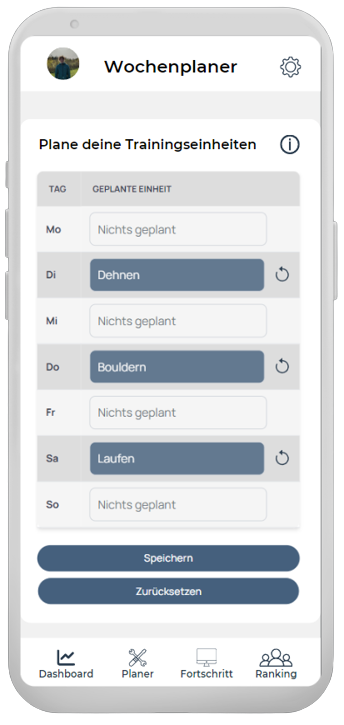 Wochenplaner
Plane deine Trainingseinheiten
TAG GEPLANTE EINHEIT
Mo Nichts geplant
Di Dehnen
Mi Nichts geplant
Do Bouldern
Fr Nichts geplant
Sa Laufen
So Nichts geplant
Speichern
Zurücksetzen
Dashboard Planer Fortschritt Ranking